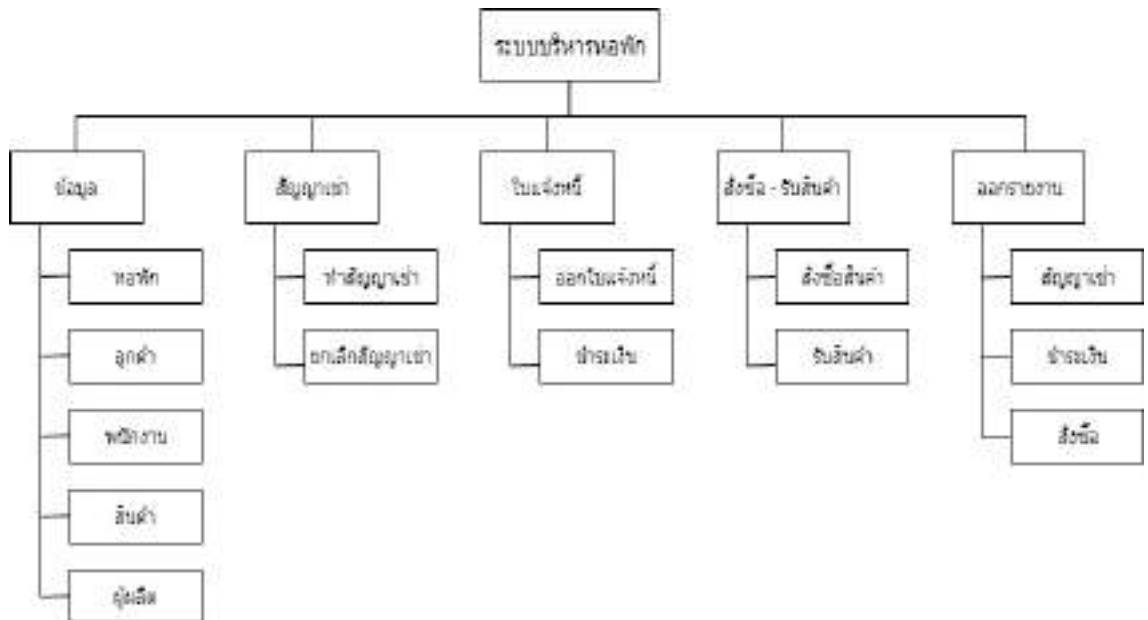 ระบบบริหารหอพัก
ข้อมูล
สัญญาเช่า
ใบแจ้งหนี้
สั่งซื้อ - รับสินค้า
ออกรายงาน
หอพัก
ลูกค้า
พนักงาน
สินค้า
ผู้ผลิต
ทำสัญญาเช่า
ยกเลิกสัญญาเช่า
ออกใบแจ้งหนี้
ชำระเงิน
สั่งซื้อสินค้า
รับสินค้า
สัญญาเช่า
ชำระเงิน
สั่งซื้อ